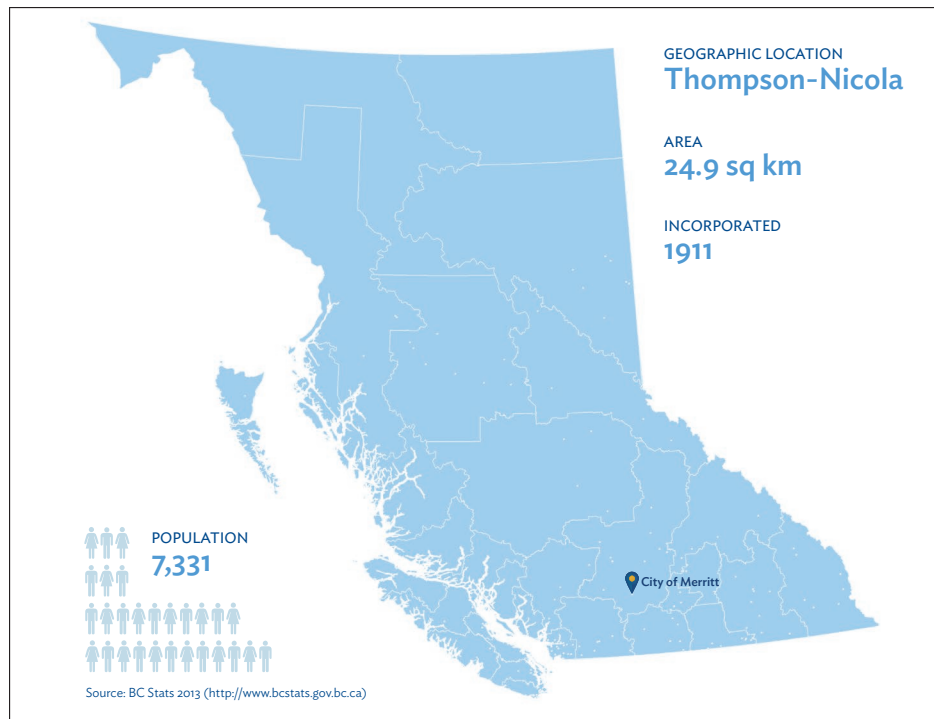 GEOGRAPHIC LOCATION
Thompson-Nicola
AREA
24.9 sq km
INCORPORATED
1911
POPULATION
7,331
City of Merritt
Source: BC Stats 2013 (http://www.bcstats.gov.bc.ca)